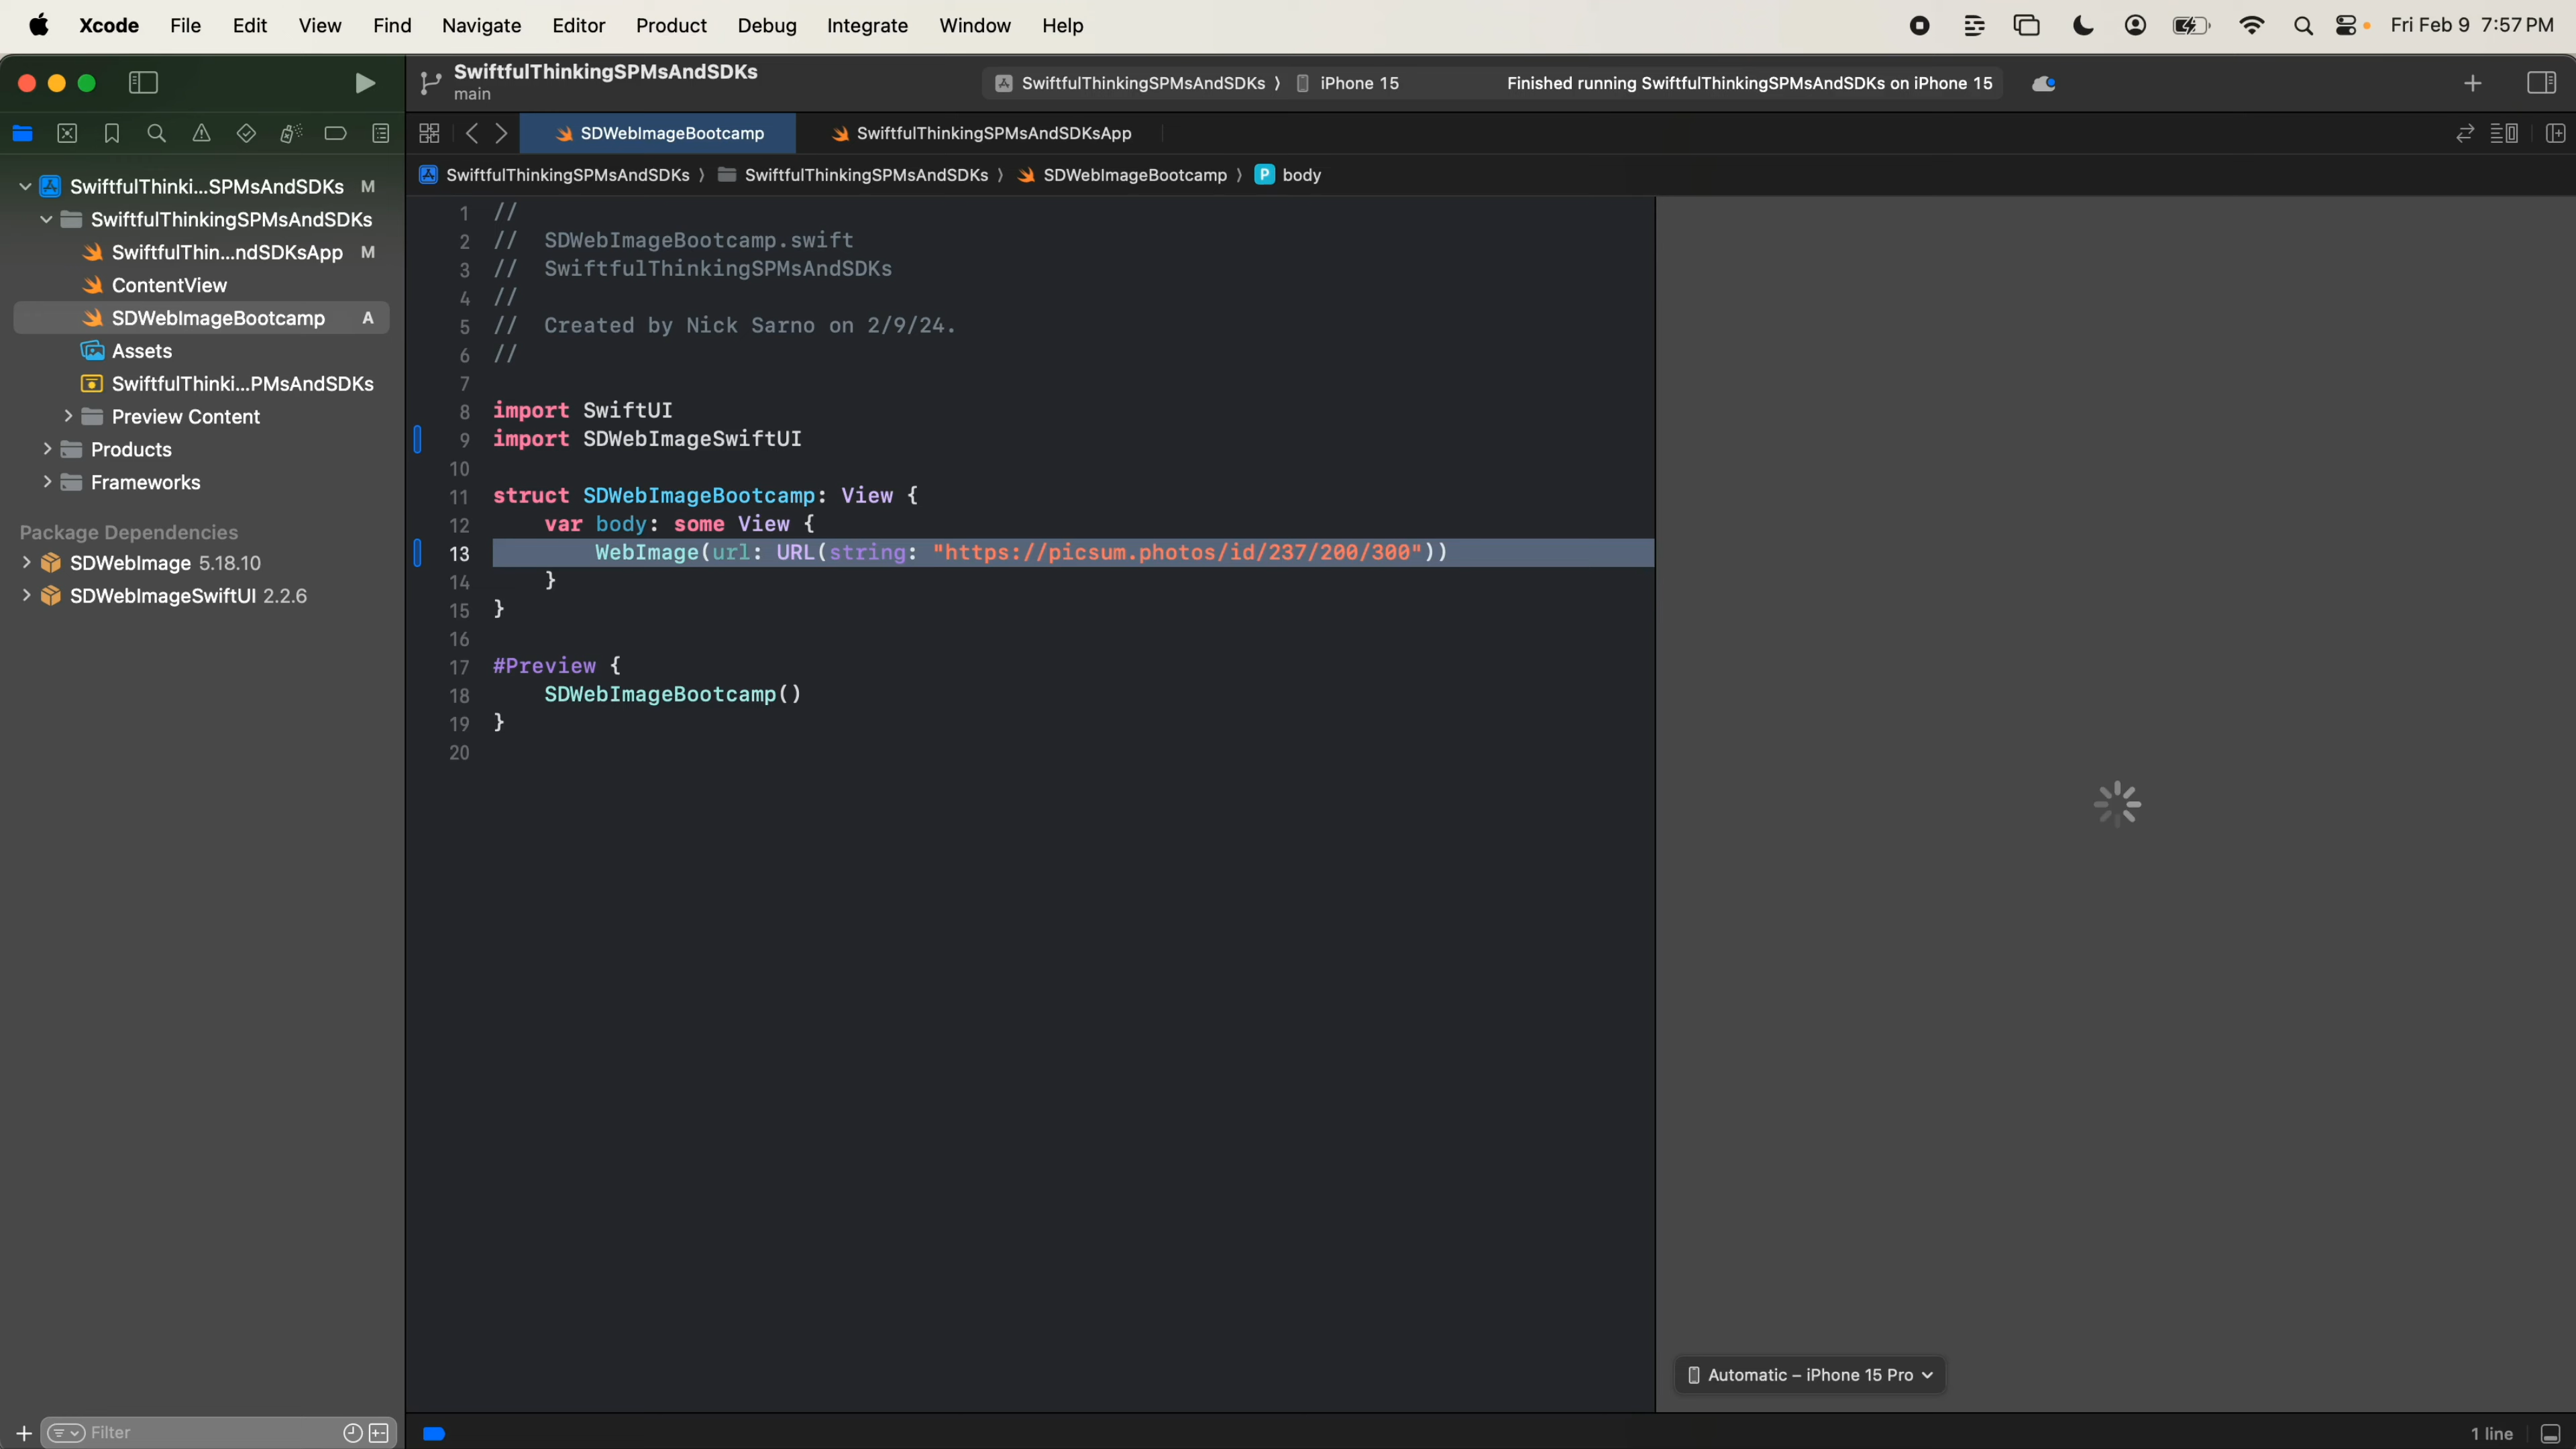 Xcode File Edit View Find Navigate Editor Product Debug Integrate Window Help Fri Feb 9 7:57 PM
SwiftfulThinkingSPMsAndSDKs
main
SwiftfulThinkingSPMsAndSDKs 〉 iPhone 15 Finished running SwiftfulThinkingSPMsAndSDKs on iPhone 15
SDWebImageBootcamp SwiftfulThinkingSPMsAndSDKsApp
SwiftfulThinkingSPMsAndSDKs 〉 SwiftfulThinkingSPMsAndSDKs 〉 SDWebImageBootcamp 〉 P body
SwiftfulThinki...SPMsAndSDKs M
SwiftfulThinkingSPMsAndSDKs
SwiftfulThin...ndSDKsApp M
ContentView
SDWebImageBootcamp A
Assets
SwiftfulThinki...PMsAndSDKs
Preview Content
Products
Frameworks
Package Dependencies
SDWebImage 5.18.10
SDWebImageSwiftUI 2.2.6
Filter
1 //
2 //  SDWebImageBootcamp.swift
3 //  SwiftfulThinkingSPMsAndSDKs
4 //
5 //  Created by Nick Sarno on 2/9/24.
6 //
7
8 import SwiftUI
9 import SDWebImageSwiftUI
10
11 struct SDWebImageBootcamp: View {
12     var body: some View {
13         WebImage(url: URL(string: "https://picsum.photos/id/237/200/300"))
14     }
15 }
16
17 #Preview {
18     SDWebImageBootcamp()
19 }
20
Automatic – iPhone 15 Pro
1 line